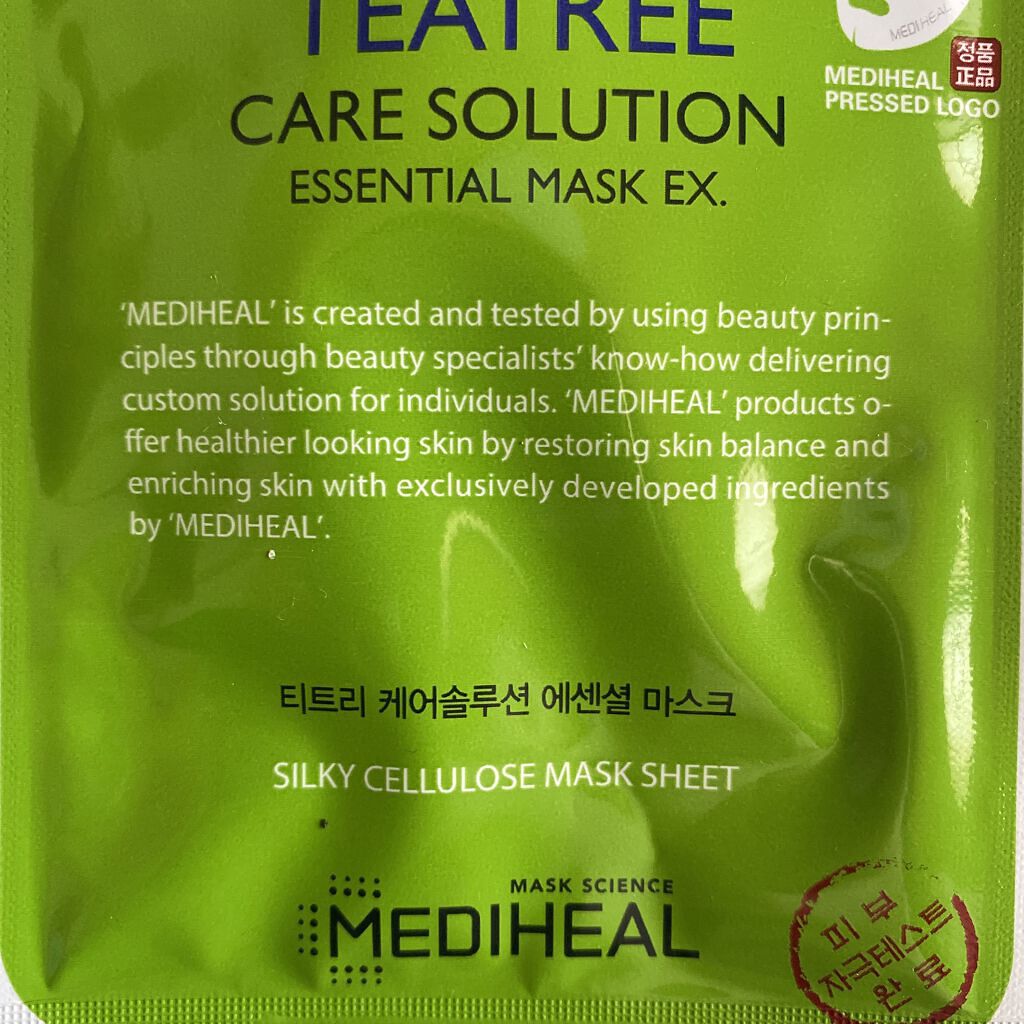 TEATREE
MEDIHEAL
정품
正品
MEDIHEAL
PRESSED LOGO
CARE SOLUTION
ESSENTIAL MASK EX.
‘MEDIHEAL’ is created and tested by using beauty prin-
ciples through beauty specialists’ know-how delivering
custom solution for individuals. ‘MEDIHEAL’ products o-
ffer healthier looking skin by restoring skin balance and
enriching skin with exclusively developed ingredients
by ‘MEDIHEAL’.
티트리 케어솔루션 에센셜 마스크
SILKY CELLULOSE MASK SHEET
MASK SCIENCE
MEDIHEAL
피부
자극테스트
완료